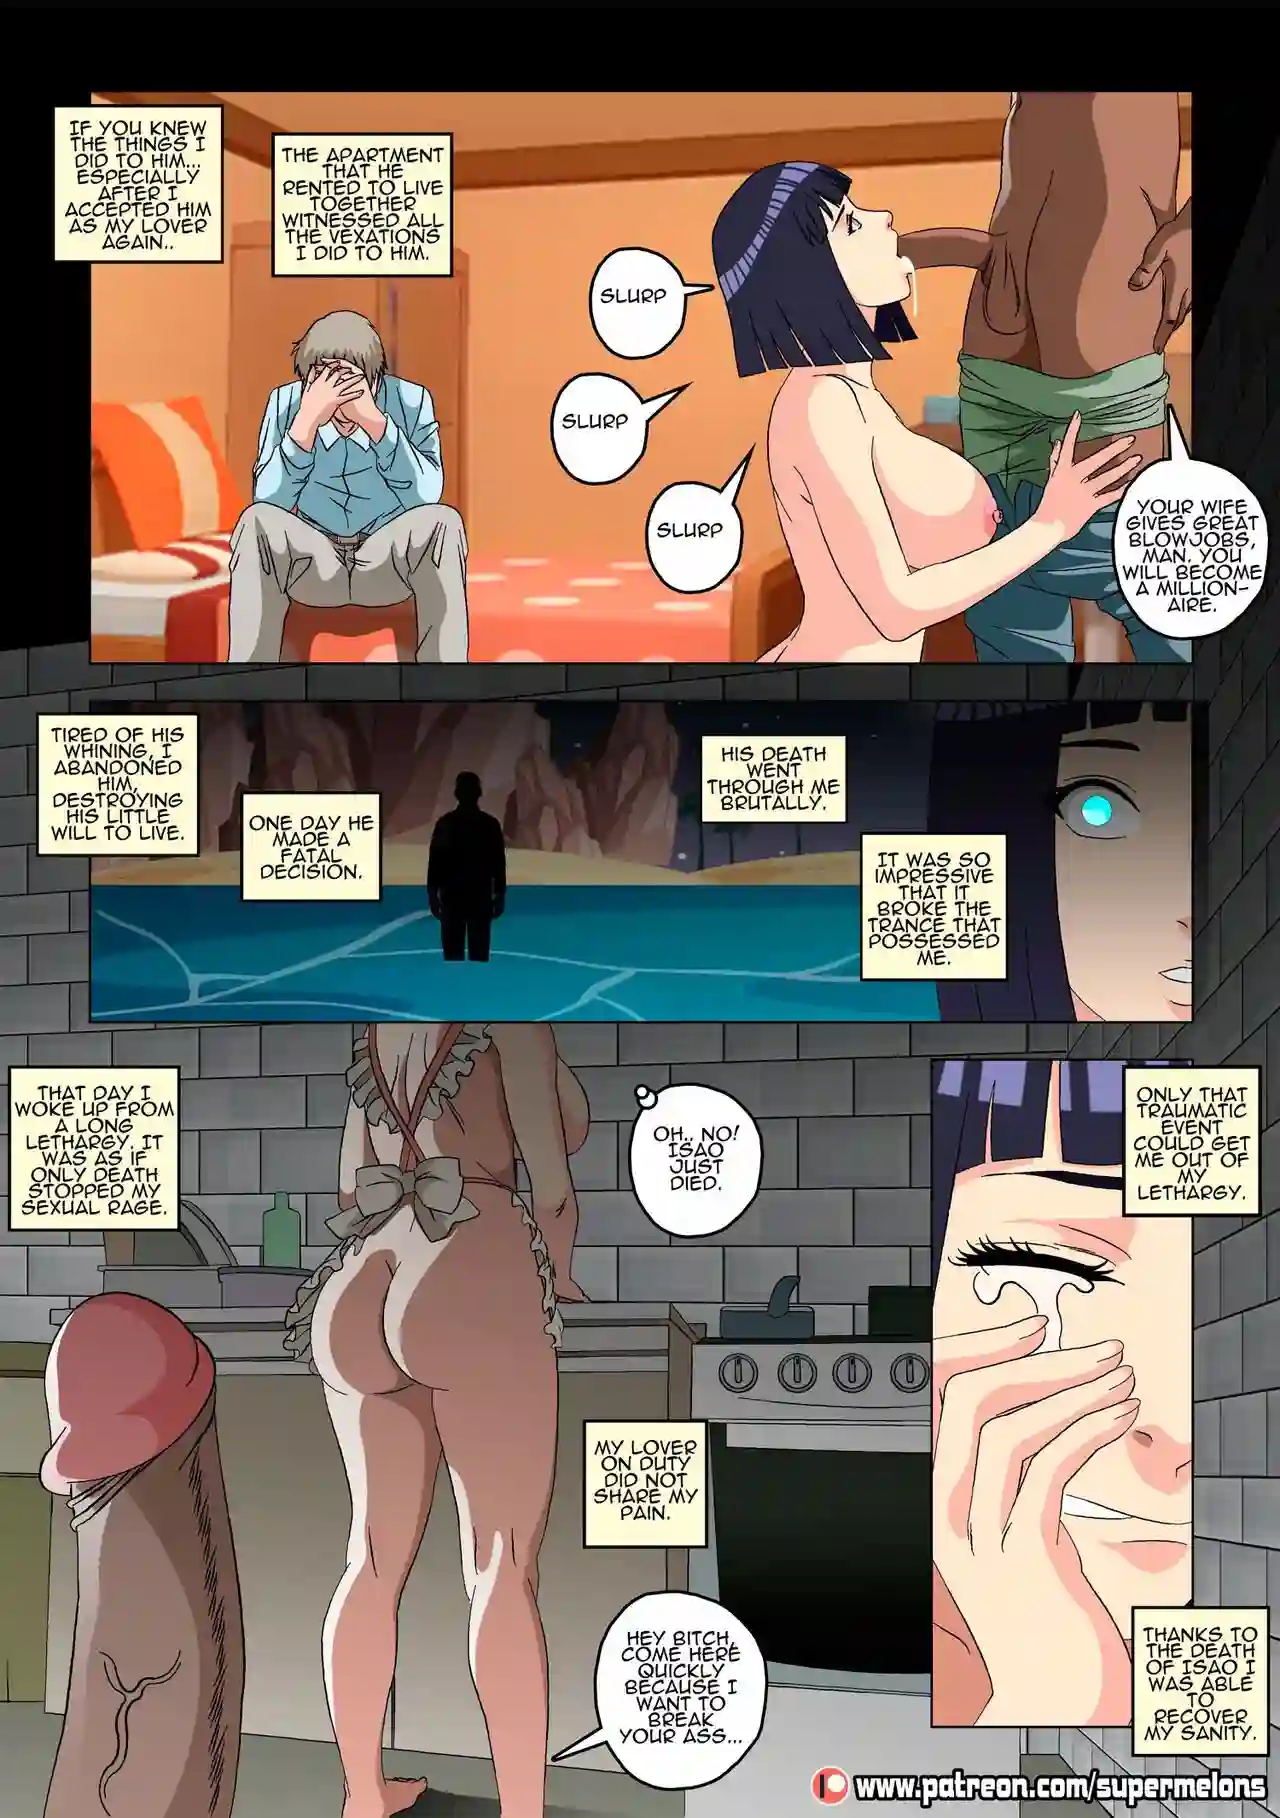 IF YOU KNEW
THE THINGS I
DID TO HIM...
ESPECIALLY
AFTER I
ACCEPTED HIM
AS MY LOVER
AGAIN..
THE APARTMENT
THAT HE
RENTED TO LIVE
TOGETHER
WITNESSED ALL
THE VEXATIONS
I DID TO HIM.
SLURP
SLURP
SLURP
YOUR WIFE
GIVES GREAT
BLOWJOBS,
MAN. YOU
WILL BECOME
A MILLION-
AIRE.
TIRED OF HIS
WHINING, I
ABANDONED
HIM,
DESTROYING
HIS LITTLE
WILL TO LIVE.
ONE DAY HE
MADE A
FATAL
DECISION.
HIS DEATH
WENT
THROUGH ME
BRUTALLY.
IT WAS SO
IMPRESSIVE
THAT IT
BROKE THE
TRANCE THAT
POSSESSED
ME.
THAT DAY I
WOKE UP FROM
A LONG
LETHARGY. IT
WAS AS IF
ONLY DEATH
STOPPED MY
SEXUAL RAGE.
OH.. NO!
ISAO
JUST
DIED.
ONLY THAT
TRAUMATIC
EVENT
COULD GET
ME OUT OF
MY
LETHARGY.
MY LOVER
ON DUTY
DID NOT
SHARE MY
PAIN.
HEY BITCH,
COME HERE
QUICKLY
BECAUSE I
WANT TO
BREAK
YOUR ASS...
THANKS TO
THE DEATH
OF ISAO I
WAS ABLE
TO
RECOVER
MY SANITY.
www.patreon.com/supermelons